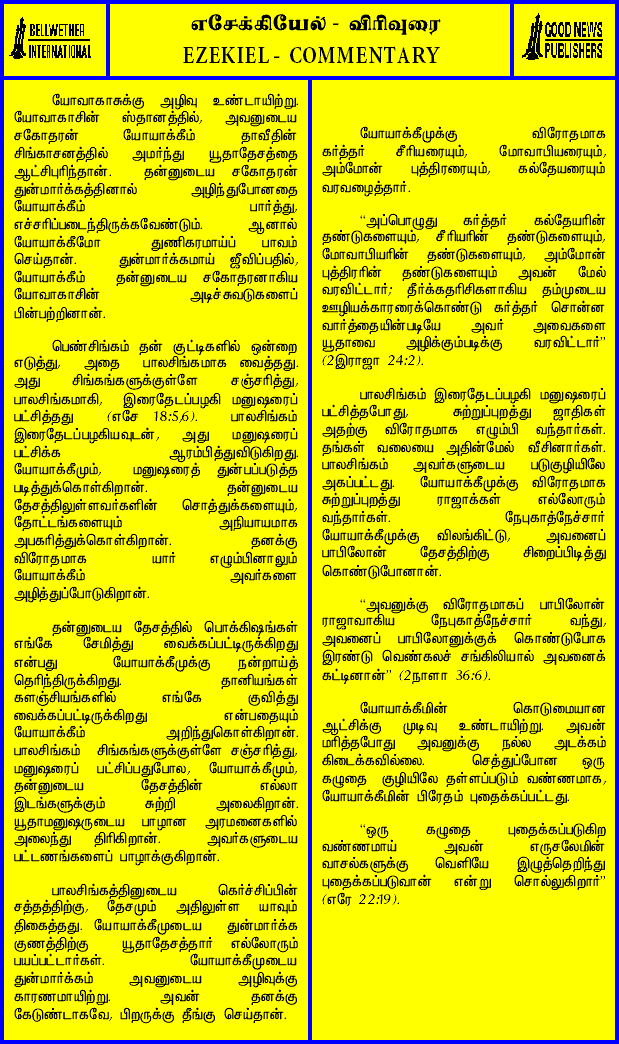 BELLWETHER
INTERNATIONAL
எசேக்கியேல் - விரிவுரை
EZEKIEL - COMMENTARY
GOOD NEWS
PUBLISHERS
யோவாகாசுக்கு அழிவு உண்டாயிற்று.
யோவாகாசின் ஸ்தானத்தில், அவனுடைய
சகோதரன் யோயாக்கீம் தாவீதின்
சிங்காசனத்தில் அமர்ந்து யூதாதேசத்தை
ஆட்சிபுரிந்தான். தன்னுடைய சகோதரன்
துன்மார்க்கத்தினால் அழிந்துபோனதை
யோயாக்கீம் பார்த்து,
எச்சரிப்படைந்திருக்கவேண்டும். ஆனால்
யோயாக்கீமோ துணிகரமாய்ப் பாவம்
செய்தான். துன்மார்க்கமாய் ஜீவிப்பதில்,
யோயாக்கீம் தன்னுடைய சகோதரனாகிய
யோவாகாசின் அடிச்சுவடுகளைப்
பின்பற்றினான்.
பெண்சிங்கம் தன் குட்டிகளில் ஒன்றை
எடுத்து, அதை பாலசிங்கமாக வைத்தது.
அது சிங்கங்களுக்குள்ளே சஞ்சரித்து,
பாலசிங்கமாகி, இரைதேடப்பழகி மனுஷரைப்
பட்சித்தது (எசே 18:5,6). பாலசிங்கம்
இரைதேடப்பழகியவுடன், அது மனுஷரைப்
பட்சிக்க ஆரம்பித்துவிடுகிறது.
யோயாக்கீமும், மனுஷரைத் துன்பப்படுத்த
படித்துக்கொள்கிறான். தன்னுடைய
தேசத்திலுள்ளவர்களின் சொத்துக்களையும்,
தோட்டங்களையும் அநியாயமாக
அபகரித்துக்கொள்கிறான். தனக்கு
விரோதமாக யார் எழும்பினாலும்
யோயாக்கீம் அவர்களை
அழித்துப்போடுகிறான்.
தன்னுடைய தேசத்தில் பொக்கிஷங்கள்
எங்கே சேமித்து வைக்கப்பட்டிருக்கிறது
என்பது யோயாக்கீமுக்கு நன்றாய்த்
தெரிந்திருக்கிறது. தானியங்கள்
களஞ்சியங்களில் எங்கே குவித்து
வைக்கப்பட்டிருக்கிறது என்பதையும்
யோயாக்கீம் அறிந்துகொள்கிறான்.
பாலசிங்கம் சிங்கங்களுக்குள்ளே சஞ்சரித்து,
மனுஷரைப் பட்சிப்பதுபோல, யோயாக்கீமும்,
தன்னுடைய தேசத்தின் எல்லா
இடங்களுக்கும் சுற்றி அலைகிறான்.
யூதாமனுஷருடைய பாழான அரமனைகளில்
அலைந்து திரிகிறான். அவர்களுடைய
பட்டணங்களைப் பாழாக்குகிறான்.
பாலசிங்கத்தினுடைய கெர்ச்சிப்பின்
சத்தத்திற்கு, தேசமும் அதிலுள்ள யாவும்
திகைத்தது. யோயாக்கீமுடைய துன்மார்க்க
குணத்திற்கு யூதாதேசத்தார் எல்லோரும்
பயப்பட்டார்கள். யோயாக்கீமுடைய
துன்மார்க்கம் அவனுடைய அழிவுக்கு
காரணமாயிற்று. அவன் தனக்கு
கேடுண்டாகவே, பிறருக்கு தீங்கு செய்தான்.
யோயாக்கீமுக்கு விரோதமாக
கர்த்தர் சீரியரையும், மோவாபியரையும்,
அம்மோன் புத்திரரையும், கல்தேயரையும்
வரவழைத்தார்.
“அப்பொழுது கர்த்தர் கல்தேயரின்
தண்டுகளையும், சீரியரின் தண்டுகளையும்,
மோவாபியரின் தண்டுகளையும், அம்மோன்
புத்திரரின் தண்டுகளையும் அவன் மேல்
வரவிட்டார்; தீர்க்கதரிசிகளாகிய தம்முடைய
ஊழியக்காரரைக்கொண்டு கர்த்தர் சொன்ன
வார்த்தையின்படியே அவர் அவைகளை
யூதாவை அழிக்கும்படிக்கு வரவிட்டார்”
(2இராஜா 24:2).
பாலசிங்கம் இரைதேடப்பழகி மனுஷரைப்
பட்சித்தபோது, சுற்றுப்புறத்து ஜாதிகள்
அதற்கு விரோதமாக எழும்பி வந்தார்கள்.
தங்கள் வலையை அதின்மேல் வீசினார்கள்.
பாலசிங்கம் அவர்களுடைய படுகுழியிலே
அகப்பட்டது. யோயாக்கீமுக்கு விரோதமாக
சுற்றுப்புறத்து ராஜாக்கள் எல்லோரும்
வந்தார்கள். நேபுகாத்நேச்சார்
யோயாக்கீமுக்கு விலங்கிட்டு, அவனைப்
பாபிலோன் தேசத்திற்கு சிறைப்பிடித்து
கொண்டுபோனான்.
“அவனுக்கு விரோதமாகப் பாபிலோன்
ராஜாவாகிய நேபுகாத்நேச்சார் வந்து,
அவனைப் பாபிலோனுக்குக் கொண்டுபோக
இரண்டு வெண்கலச் சங்கிலியால் அவனைக்
கட்டினான்” (2நாளா 36:6).
யோயாக்கீமின் கொடுமையான
ஆட்சிக்கு முடிவு உண்டாயிற்று. அவன்
மரித்தபோது அவனுக்கு நல்ல அடக்கம்
கிடைக்கவில்லை. செத்துப்போன ஒரு
கழுதை குழியிலே தள்ளப்படும் வண்ணமாக,
யோயாக்கீமின் பிரேதம் புதைக்கப்பட்டது.
“ஒரு கழுதை புதைக்கப்படுகிற
வண்ணமாய் அவன் எருசலேமின்
வாசல்களுக்கு வெளியே இழுத்தெறிந்து
புதைக்கப்படுவான் என்று சொல்லுகிறார்”
(எரே 22:19).